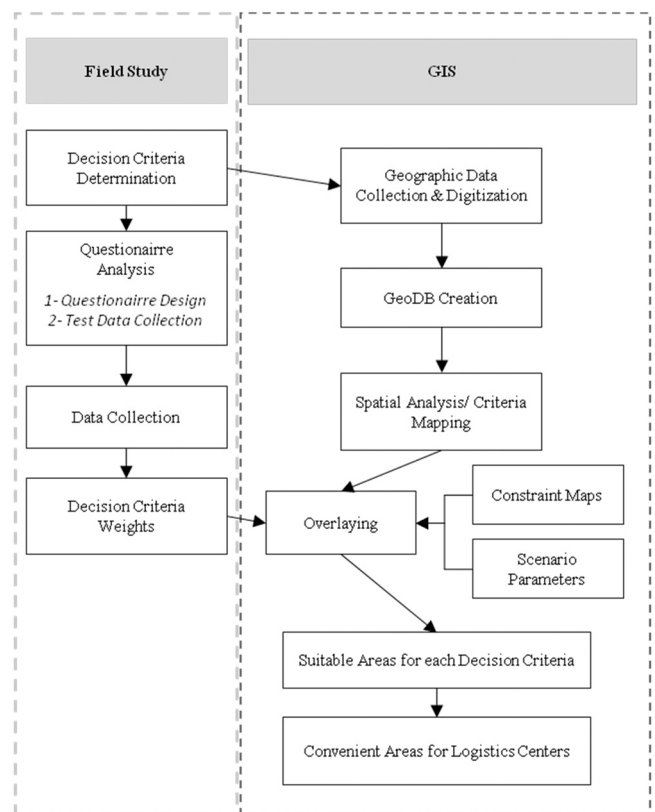 Field Study
GIS
Decision Criteria
Determination
Questionairre
Analysis
1- Questionairre Design
2- Test Data Collection
Data Collection
Decision Criteria
Weights
Geographic Data
Collection & Digitization
GeoDB Creation
Spatial Analysis/ Criteria
Mapping
Overlaying
Constraint Maps
Scenario
Parameters
Suitable Areas for each Decision Criteria
Convenient Areas for Logistics Centers